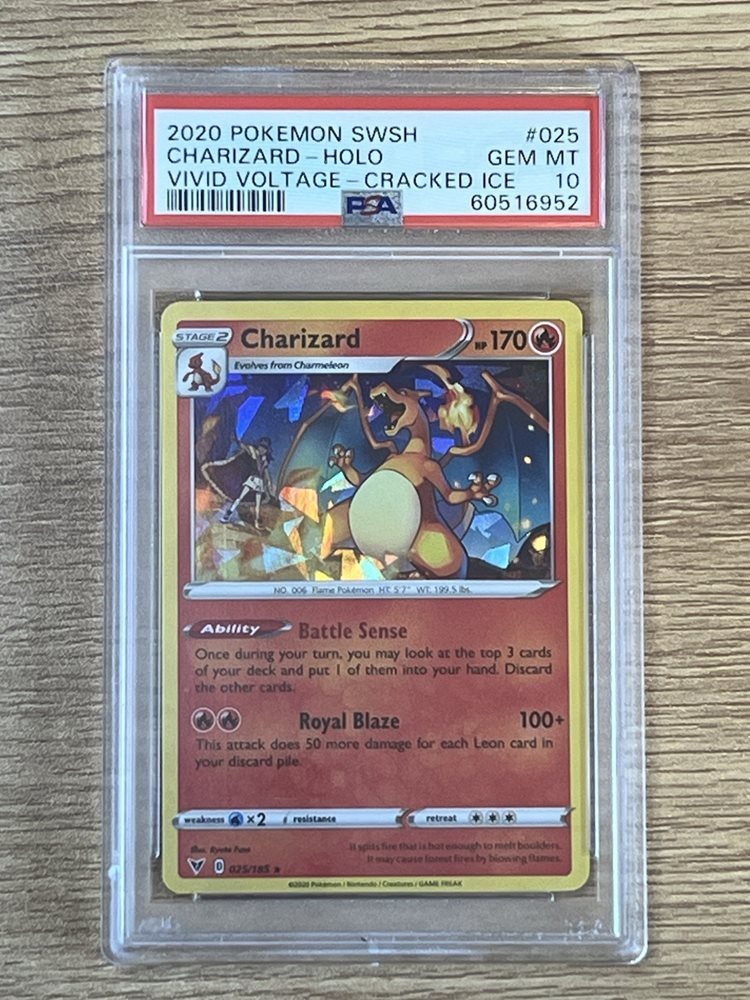 2020 POKEMON SWSH #025
CHARIZARD-HOLO GEM MT
VIVID VOLTAGE-CRACKED ICE 10
PSA 60516952
STAGE 2 Charizard HP 170
Evolves from Charmeleon
NO. 006 Flame Pokémon HT: 5'7" WT: 199.5 lbs.
Ability Battle Sense
Once during your turn, you may look at the top 3 cards
of your deck and put 1 of them into your hand. Discard
the other cards.
Royal Blaze 100+
This attack does 50 more damage for each Leon card in
your discard pile.
weakness ×2 resistance retreat
Illus. Ryota Fuse
It spits fire that is hot enough to melt boulders.
It may cause forest fires by blowing flames.
D 025/185 ★
©2020 Pokémon / Nintendo / Creatures / GAME FREAK